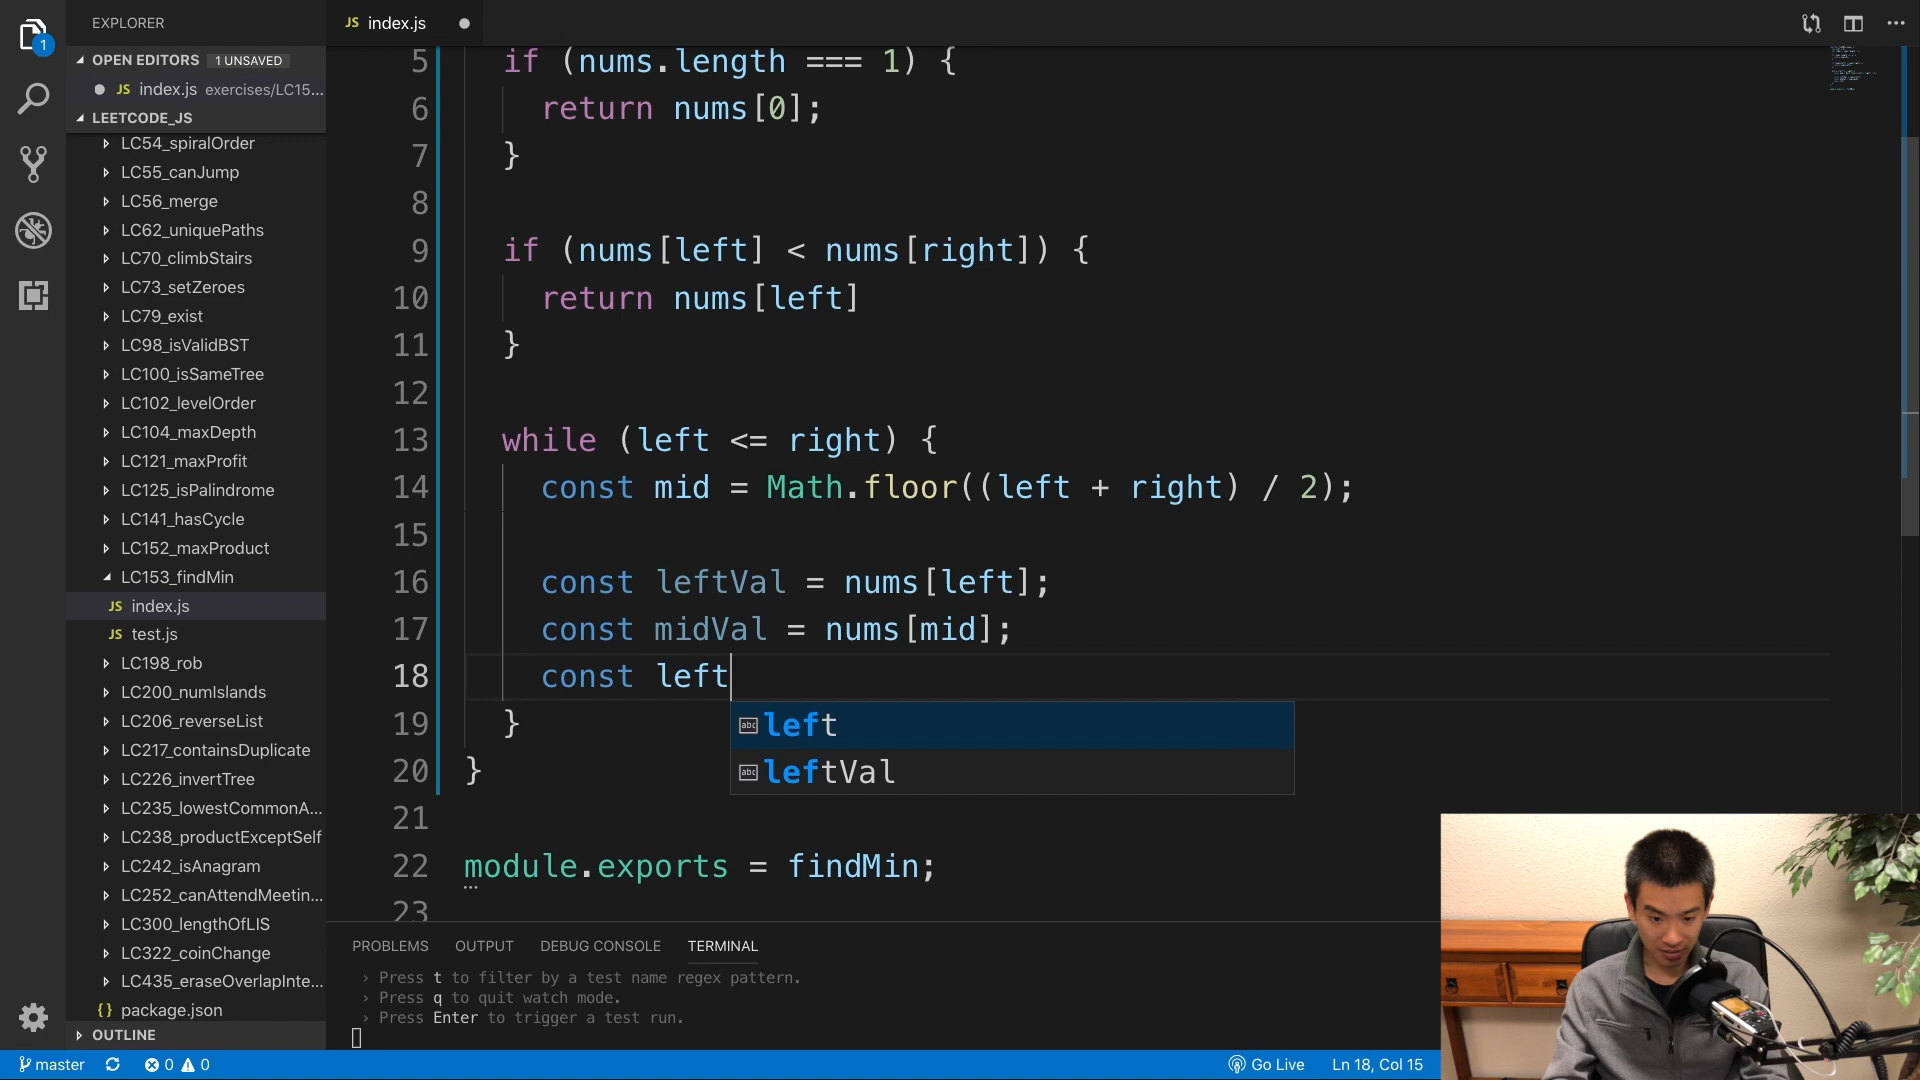 EXPLORER
OPEN EDITORS 1 UNSAVED
JS index.js exercises/LC15...
LEETCODE_JS
LC54_spiralOrder
LC55_canJump
LC56_merge
LC62_uniquePaths
LC70_climbStairs
LC73_setZeroes
LC79_exist
LC98_isValidBST
LC100_isSameTree
LC102_levelOrder
LC104_maxDepth
LC121_maxProfit
LC125_isPalindrome
LC141_hasCycle
LC152_maxProduct
LC153_findMin
JS index.js
JS test.js
LC198_rob
LC200_numIslands
LC206_reverseList
LC217_containsDuplicate
LC226_invertTree
LC235_lowestCommonA...
LC238_productExceptSelf
LC242_isAnagram
LC252_canAttendMeetin...
LC300_lengthOfLIS
LC322_coinChange
LC435_eraseOverlapInte...
{} package.json
OUTLINE
1
JS index.js
5 if (nums.length === 1) {
6 return nums[0];
7 }
8
9 if (nums[left] < nums[right]) {
10 return nums[left]
11 }
12
13 while (left <= right) {
14 const mid = Math.floor((left + right) / 2);
15
16 const leftVal = nums[left];
17 const midVal = nums[mid];
18 const left
abc left
abc leftVal
19 }
20 }
21
22 module.exports = findMin;
23
PROBLEMS OUTPUT DEBUG CONSOLE TERMINAL
› Press t to filter by a test name regex pattern.
› Press q to quit watch mode.
› Press Enter to trigger a test run.
master 0 0 Go Live Ln 18, Col 15